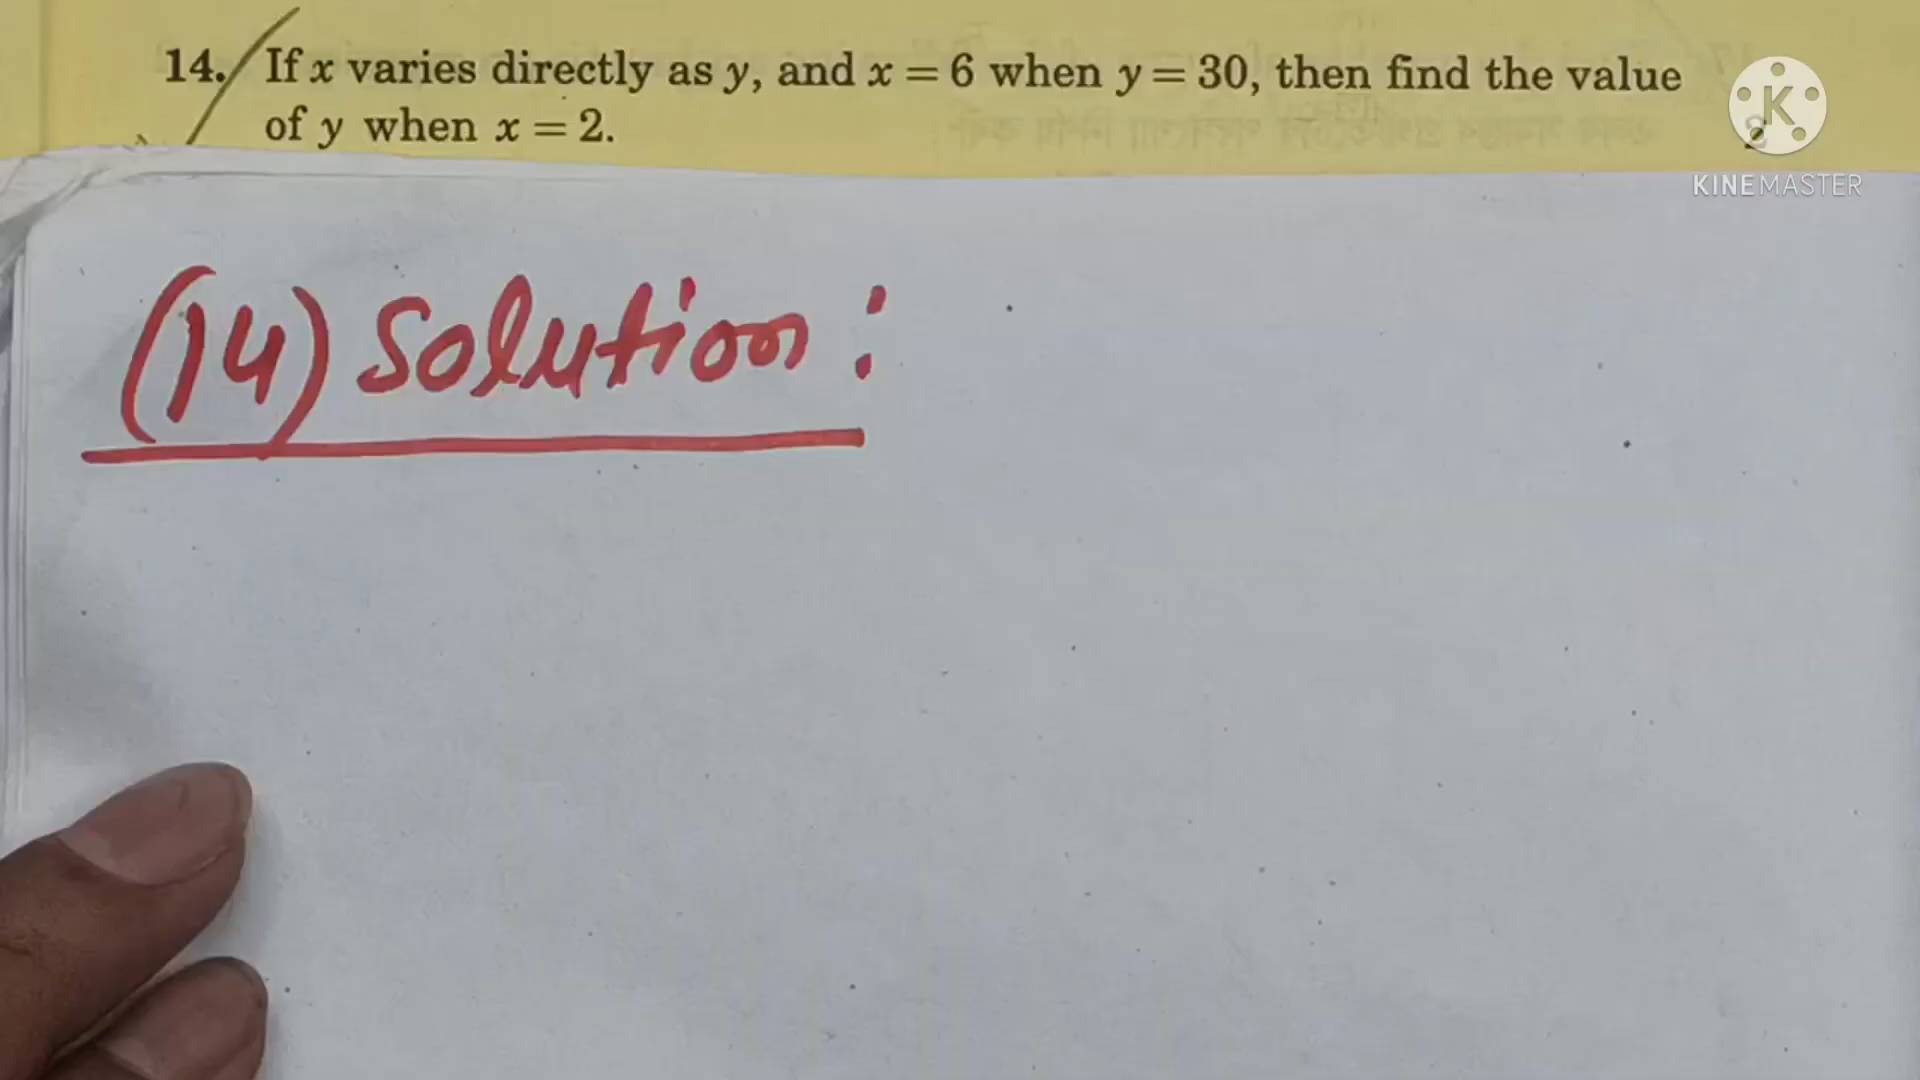 14. If x varies directly as y, and x = 6 when y = 30, then find the value
of y when x = 2.
2
K
KINEMASTER
(14) Solution :